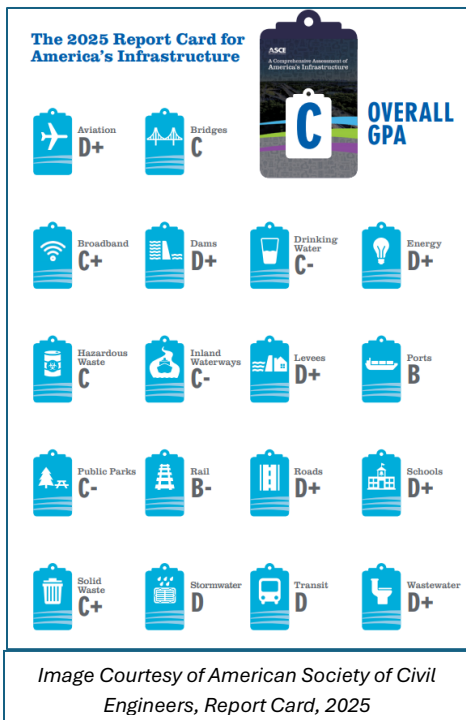 The 2025 Report Card for
America's Infrastructure
ASCE
A Comprehensive Assessment of
America's Infrastructure
C
OVERALL
GPA
Aviation
D+
Bridges
C
Broadband
C+
Dams
D+
Drinking
Water
C-
Energy
D+
Hazardous
Waste
C
Inland
Waterways
C-
Levees
D+
Ports
B
Public Parks
C-
Rail
B-
Roads
D+
Schools
D+
Solid
Waste
C+
Stormwater
D
Transit
D
Wastewater
D+
Image Courtesy of American Society of Civil
Engineers, Report Card, 2025